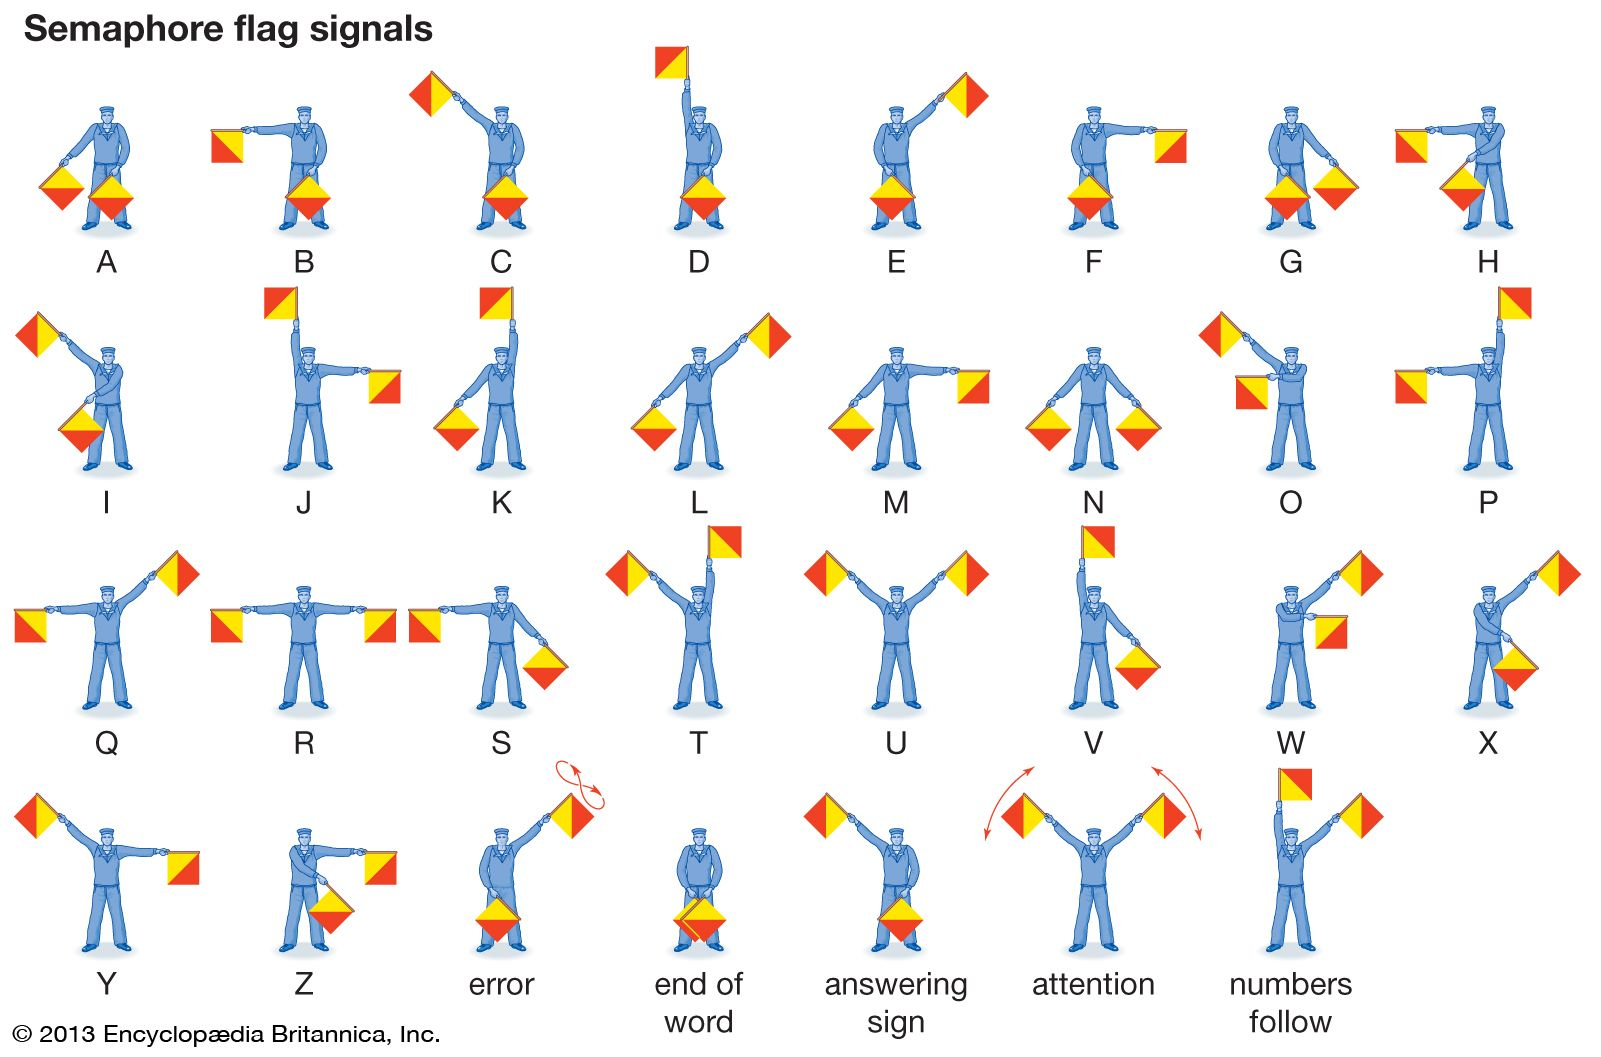 Semaphore flag signals
A B C D E F G H
I J K L M N O P
Q R S T U V W X
Y Z error end of answering attention numbers
word sign follow
© 2013 Encyclopædia Britannica, Inc.